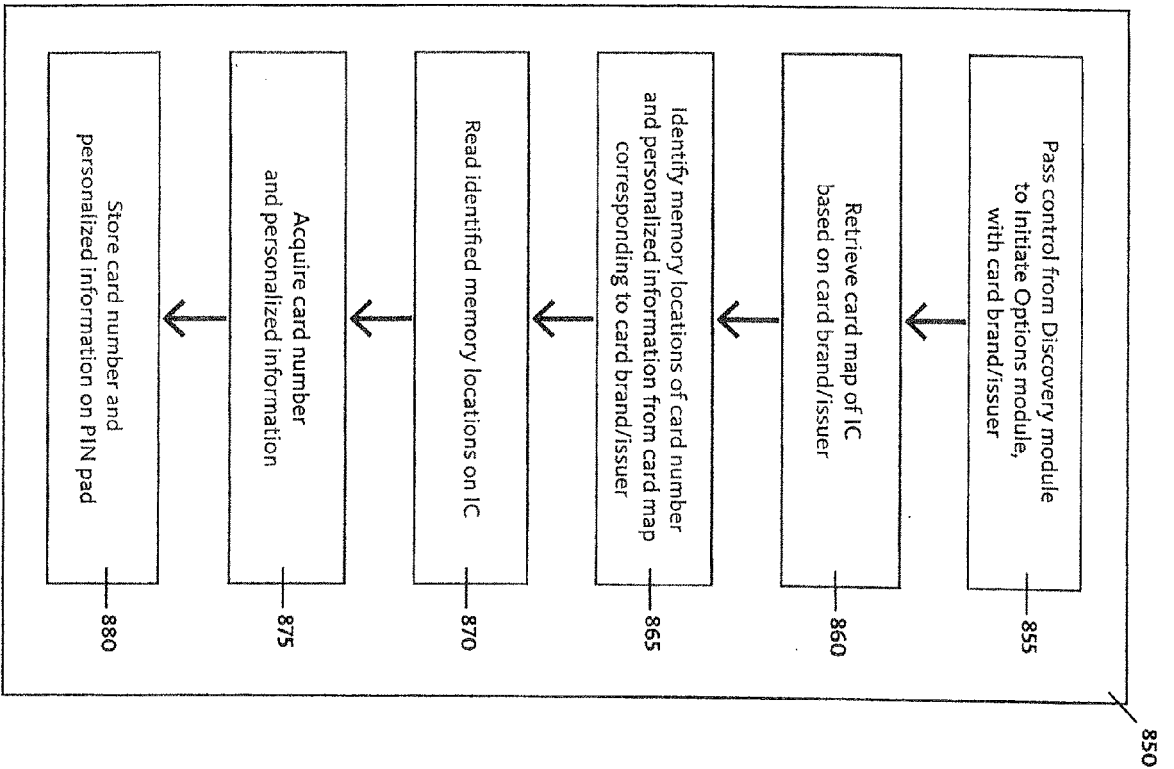 850
Pass control from Discovery module
to Initiate Options module,
with card brand/issuer
855
Retrieve card map of IC
based on card brand/issuer
860
Identify memory locations of card number
and personalized information from card map
corresponding to card brand/issuer
865
Read identified memory locations on IC
870
Acquire card number
and personalized information
875
Store card number and
personalized information on PIN pad
880